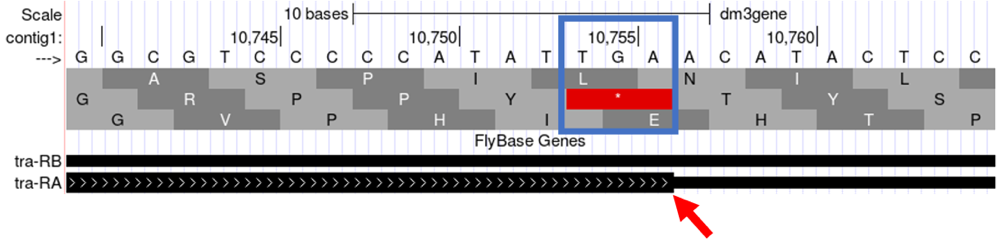 Scale 10 bases dm3gene
contig1: 10,745 10,750 10,755 10,760
---> G G C G T C C C C C A T A T T G A A C A T A C T C C
A S P I L N I L
G R P P Y * T Y S
G V P H I E H T P
FlyBase Genes
tra-RB
tra-RA